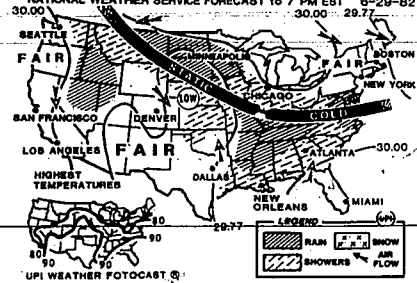 NATIONAL WEATHER SERVICE FORECAST to 7 PM EST 6-29-82
30.00
30.00
29.77
SEATTLE
MINNEAPOLIS
BOSTON
FAIR
FAIR
NEW YORK
STATIC
LOW
CHICAGO
COLD
SAN FRANCISCO
DENVER
LOS ANGELES
FAIR
ATLANTA
30.00
HIGHEST
TEMPERATURES
DALLAS
NEW
ORLEANS
MIAMI
29.77
80
90
80
90
90
LEGEND
UPI
RAIN
SNOW
SHOWERS
AIR
FLOW
UPI WEATHER FOTOCAST ®